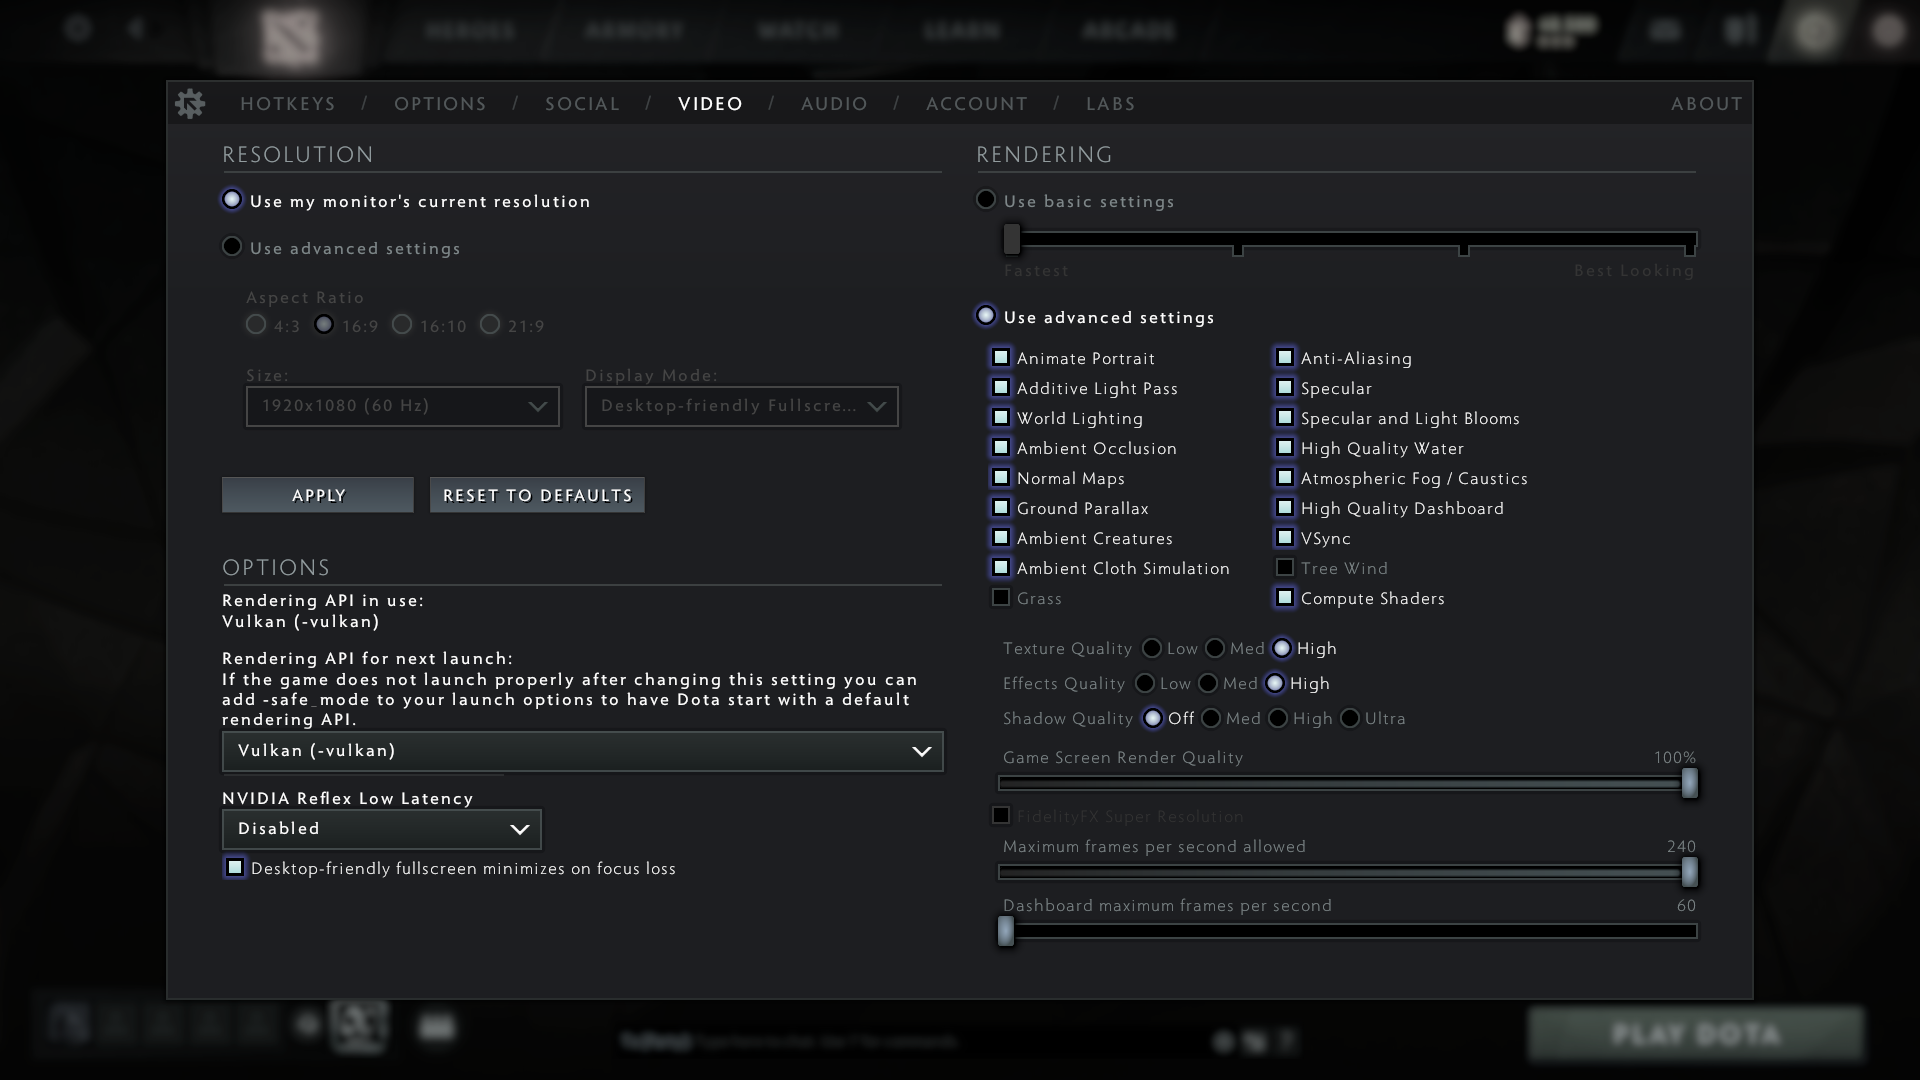 HEROES
ARMORY
WATCH
LEARN
ARCADE
HOTKEYS / OPTIONS / SOCIAL / VIDEO / AUDIO / ACCOUNT / LABS
ABOUT
RESOLUTION
Use my monitor's current resolution
Use advanced settings
Aspect Ratio
4:3 16:9 16:10 21:9
Size:
Display Mode:
1920x1080 (60 Hz)
Desktop-friendly Fullscre...
APPLY
RESET TO DEFAULTS
OPTIONS
Rendering API in use:
Vulkan (-vulkan)
Rendering API for next launch:
If the game does not launch properly after changing this setting you can
add -safe_mode to your launch options to have Dota start with a default
rendering API.
Vulkan (-vulkan)
NVIDIA Reflex Low Latency
Disabled
Desktop-friendly fullscreen minimizes on focus loss
RENDERING
Use basic settings
Fastest
Best Looking
Use advanced settings
Animate Portrait
Additive Light Pass
World Lighting
Ambient Occlusion
Normal Maps
Ground Parallax
Ambient Creatures
Ambient Cloth Simulation
Grass
Anti-Aliasing
Specular
Specular and Light Blooms
High Quality Water
Atmospheric Fog / Caustics
High Quality Dashboard
VSync
Tree Wind
Compute Shaders
Texture Quality Low Med High
Effects Quality Low Med High
Shadow Quality Off Med High Ultra
Game Screen Render Quality 100%
FidelityFX Super Resolution
Maximum frames per second allowed 240
Dashboard maximum frames per second 60
PLAY DOTA